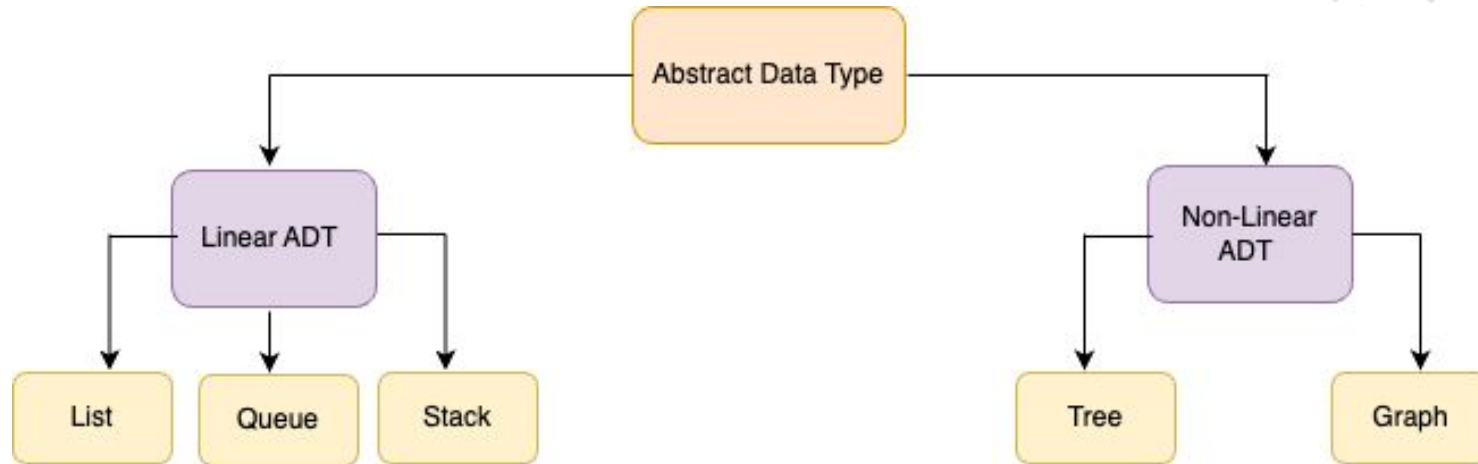 Abstract Data Type
Linear ADT
Non-Linear
ADT
List
Queue
Stack
Tree
Graph